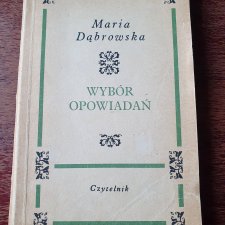 Maria
Dąbrowska
WYBÓR
OPOWIADAŃ
Czytelnik